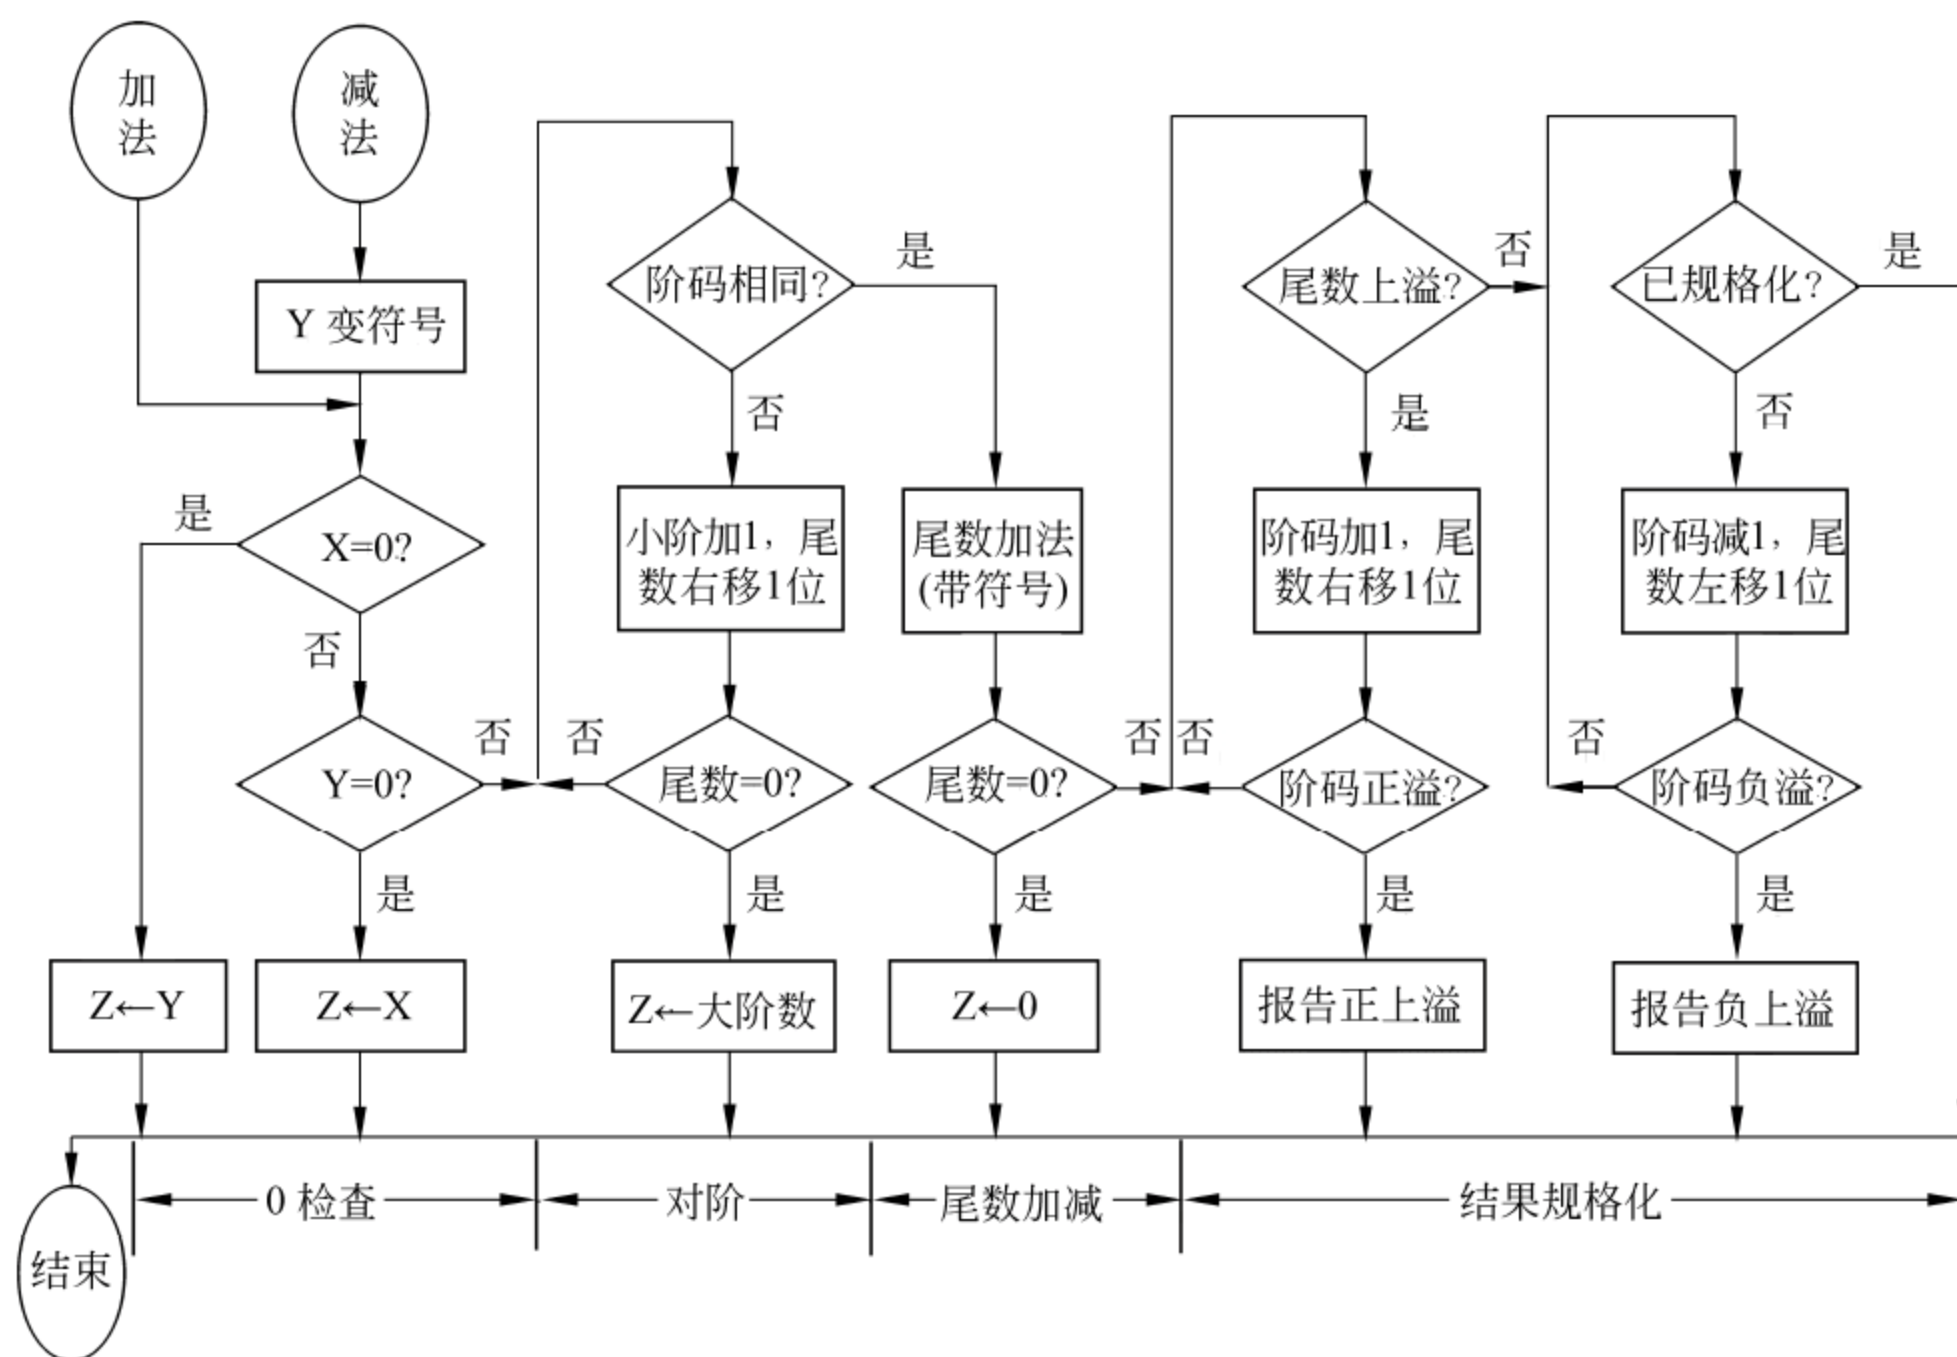 加
法
减
法
Y 变符号
X=0?
是
否
Y=0?
否
是
Z←Y
Z←X
阶码相同?
是
否
小阶加1，尾
数右移1位
尾数=0?
否
是
Z←大阶数
尾数加法
(带符号)
尾数=0?
否
是
Z←0
尾数上溢?
否
是
阶码加1，尾
数右移1位
阶码正溢?
否
是
报告正上溢
已规格化?
是
否
阶码减1，尾
数左移1位
阶码负溢?
否
是
报告负上溢
0 检查
对阶
尾数加减
结果规格化
结束